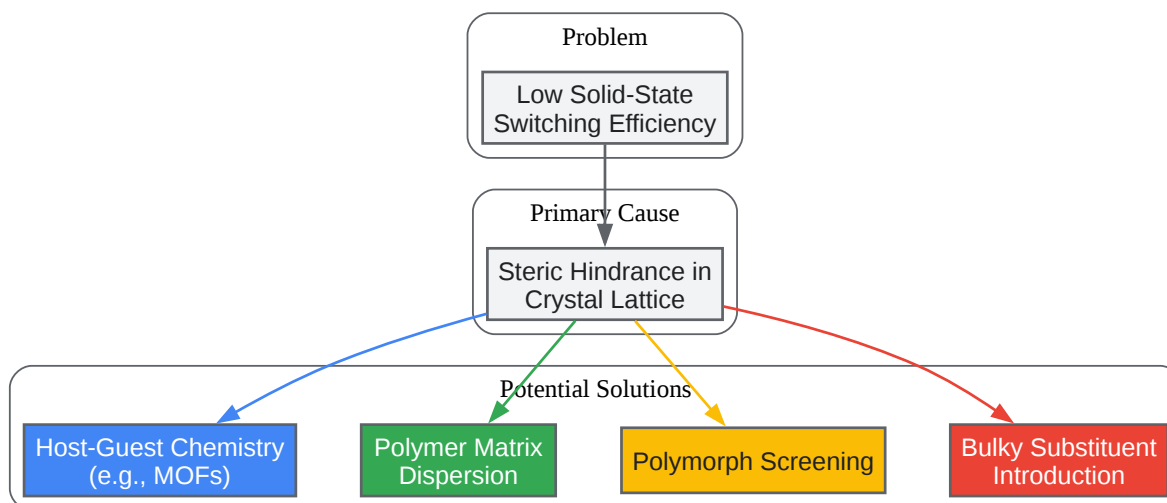 Problem
Low Solid-State
Switching Efficiency
Primary Cause
Steric Hindrance in
Crystal Lattice
Potential Solutions
Host-Guest Chemistry
(e.g., MOFs)
Polymer Matrix
Dispersion
Polymorph Screening
Bulky Substituent
Introduction